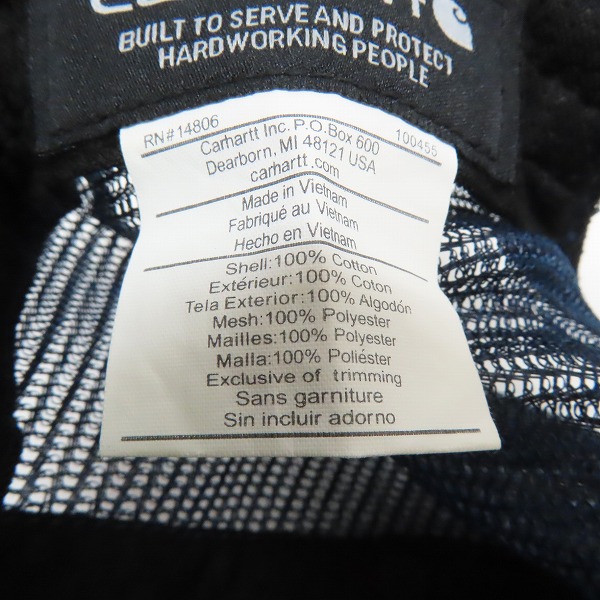 BUILT TO SERVE AND PROTECT
HARDWORKING PEOPLE
RN#14806
100455
Carhartt Inc. P.O.Box 600
Dearborn, MI 48121 USA
carhartt.com
Made in Vietnam
Fabriqué au Vietnam
Hecho en Vietnam
Shell:100% Cotton
Extérieur:100% Coton
Tela Exterior:100% Algodón
Mesh:100% Polyester
Mailles:100% Polyester
Malla:100% Poliéster
Exclusive of trimming
Sans garniture
Sin incluir adorno